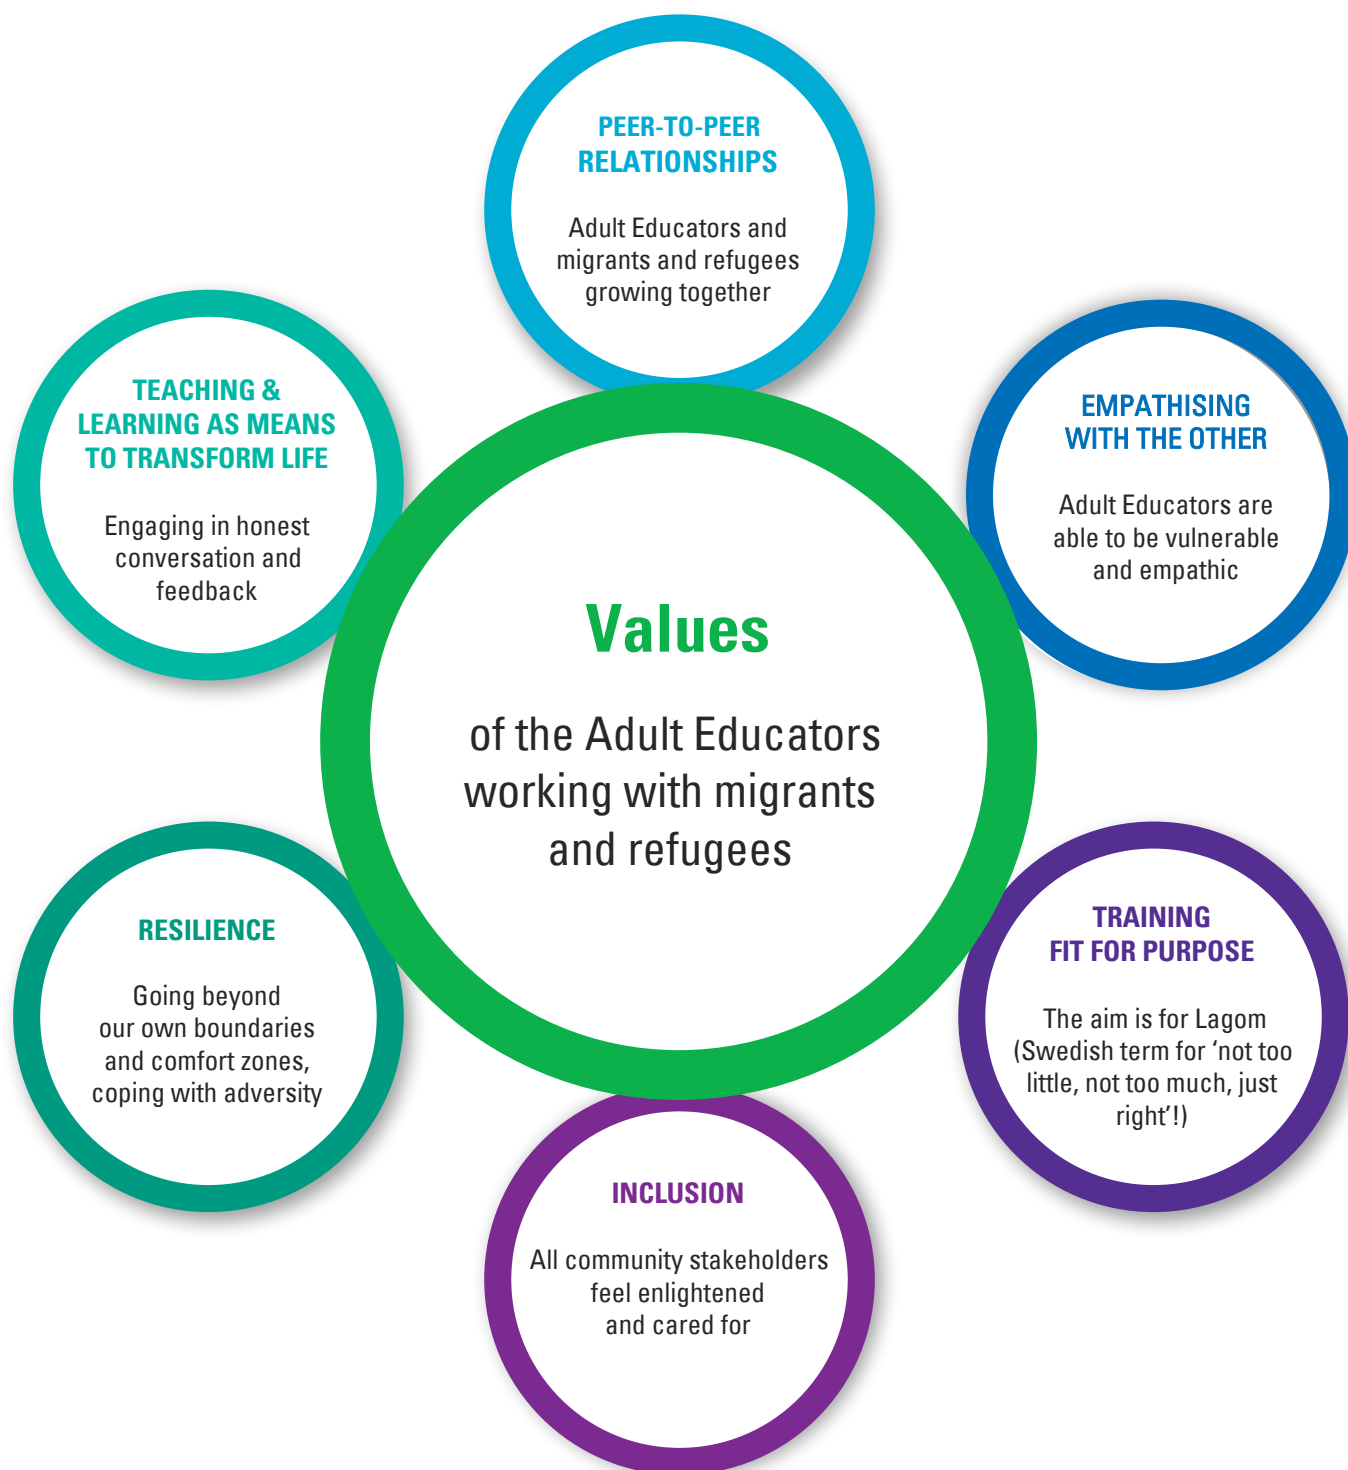 PEER-TO-PEER
RELATIONSHIPS
Adult Educators and
migrants and refugees
growing together
TEACHING &
LEARNING AS MEANS
TO TRANSFORM LIFE
Engaging in honest
conversation and
feedback
EMPATHISING
WITH THE OTHER
Adult Educators are
able to be vulnerable
and empathic
Values
of the Adult Educators
working with migrants
and refugees
RESILIENCE
Going beyond
our own boundaries
and comfort zones,
coping with adversity
TRAINING
FIT FOR PURPOSE
The aim is for Lagom
(Swedish term for ‘not too
little, not too much, just
right’!)
INCLUSION
All community stakeholders
feel enlightened
and cared for